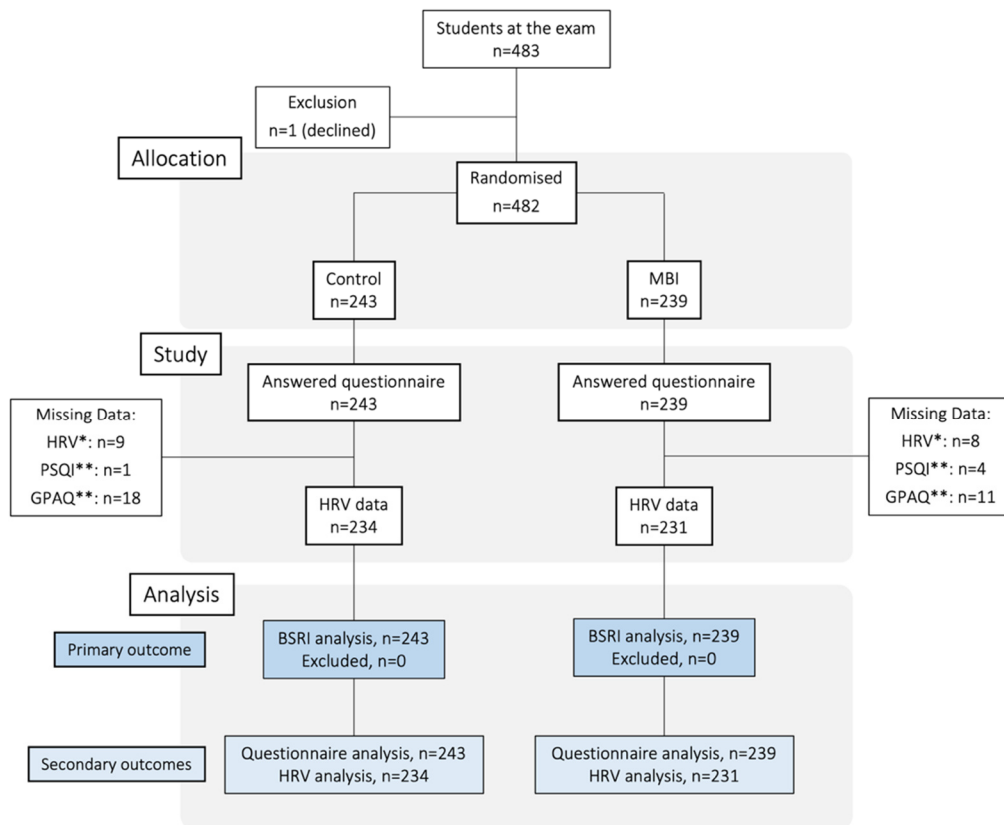 Students at the exam
n=483
Exclusion
n=1 (declined)
Allocation
Randomised
n=482
Control
n=243
MBI
n=239
Study
Answered questionnaire
n=243
Answered questionnaire
n=239
Missing Data:
HRV*: n=9
PSQI**: n=1
GPAQ**: n=18
Missing Data:
HRV*: n=8
PSQI**: n=4
GPAQ**: n=11
HRV data
n=234
HRV data
n=231
Analysis
Primary outcome
BSRI analysis, n=243
Excluded, n=0
BSRI analysis, n=239
Excluded, n=0
Secondary outcomes
Questionnaire analysis, n=243
HRV analysis, n=234
Questionnaire analysis, n=239
HRV analysis, n=231